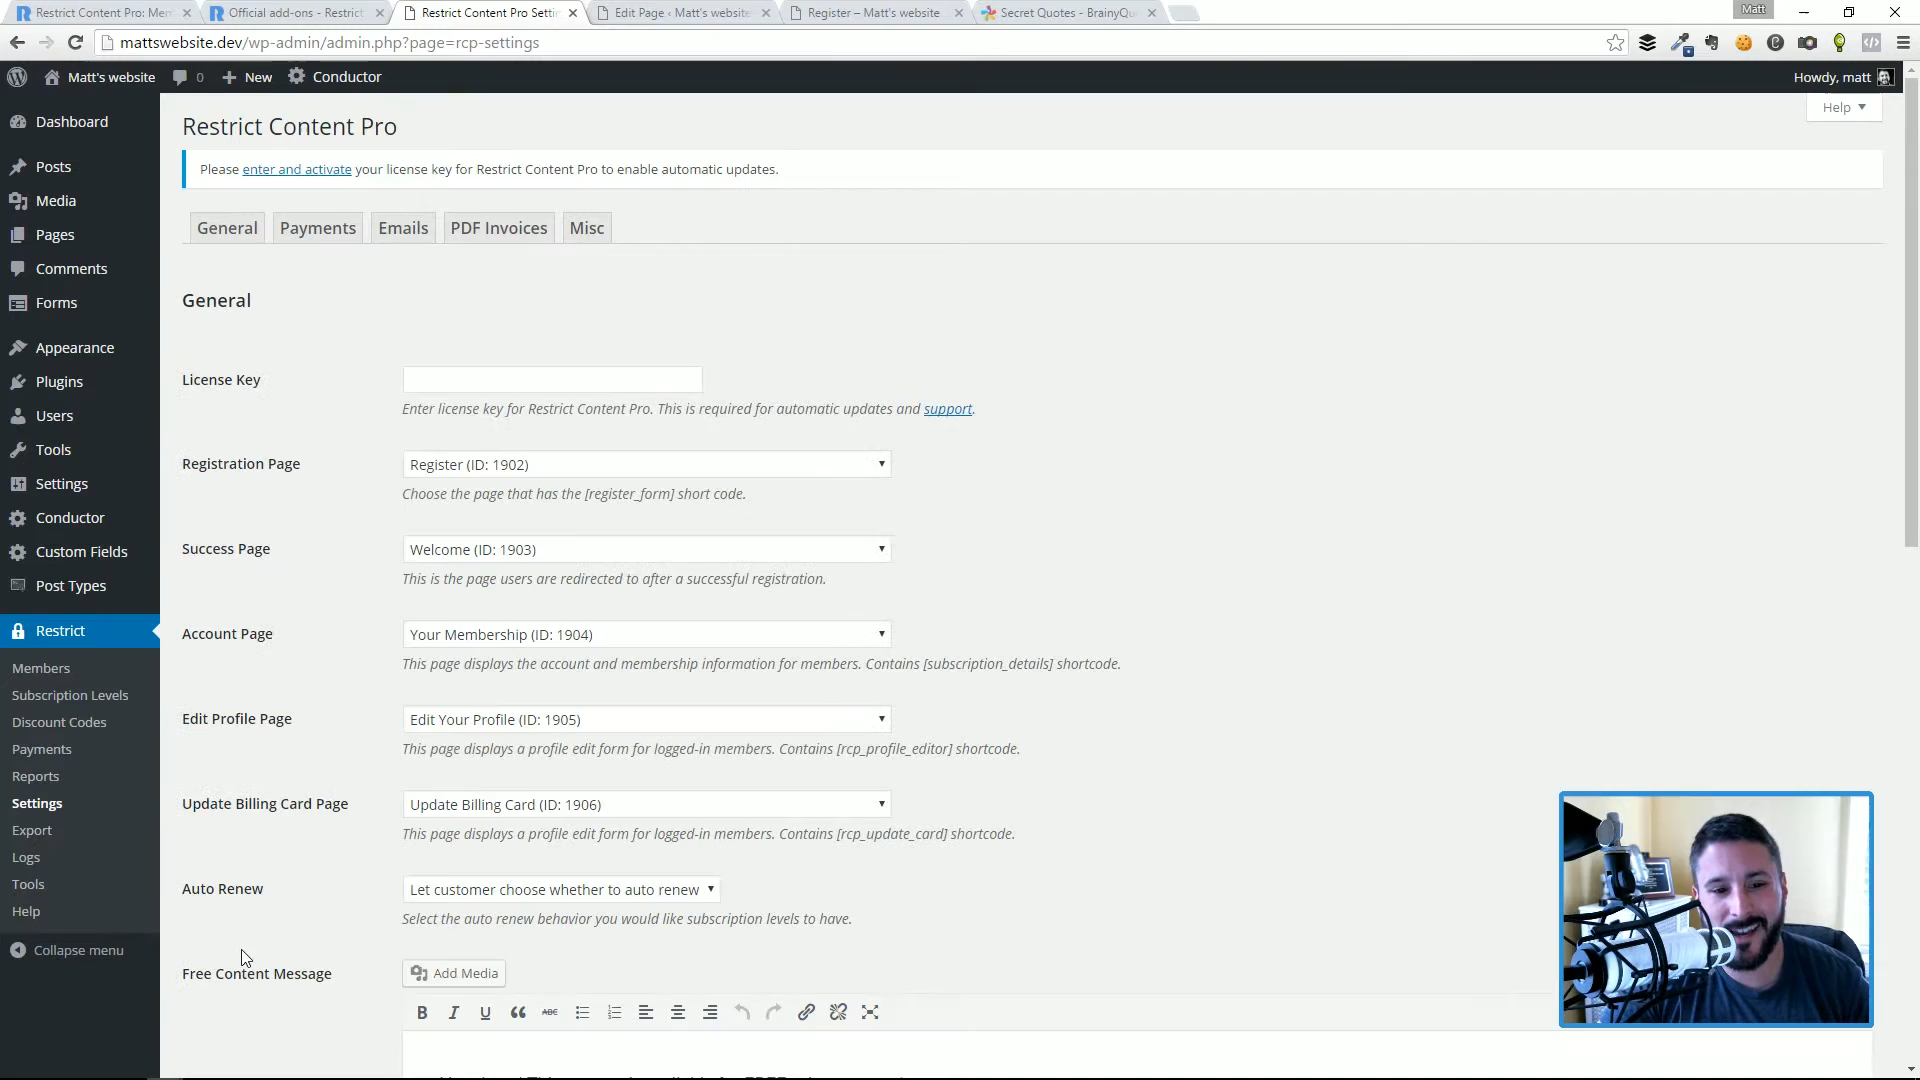 Restrict Content Pro: Mem
Official add-ons - Restrict
Restrict Content Pro Settin
Edit Page ‹ Matt's website
Register – Matt's website
Secret Quotes - BrainyQu
Matt
mattswebsite.dev/wp-admin/admin.php?page=rcp-settings
Matt's website
0
New
Conductor
Howdy, matt
Help
Dashboard
Posts
Media
Pages
Comments
Forms
Appearance
Plugins
Users
Tools
Settings
Conductor
Custom Fields
Post Types
Restrict
Members
Subscription Levels
Discount Codes
Payments
Reports
Settings
Export
Logs
Tools
Help
Collapse menu
Restrict Content Pro
Please enter and activate your license key for Restrict Content Pro to enable automatic updates.
General
Payments
Emails
PDF Invoices
Misc
General
License Key
Enter license key for Restrict Content Pro. This is required for automatic updates and support.
Registration Page
Register (ID: 1902)
Choose the page that has the [register_form] short code.
Success Page
Welcome (ID: 1903)
This is the page users are redirected to after a successful registration.
Account Page
Your Membership (ID: 1904)
This page displays the account and membership information for members. Contains [subscription_details] shortcode.
Edit Profile Page
Edit Your Profile (ID: 1905)
This page displays a profile edit form for logged-in members. Contains [rcp_profile_editor] shortcode.
Update Billing Card Page
Update Billing Card (ID: 1906)
This page displays a profile edit form for logged-in members. Contains [rcp_update_card] shortcode.
Auto Renew
Let customer choose whether to auto renew
Select the auto renew behavior you would like subscription levels to have.
Free Content Message
Add Media
B I U ABC